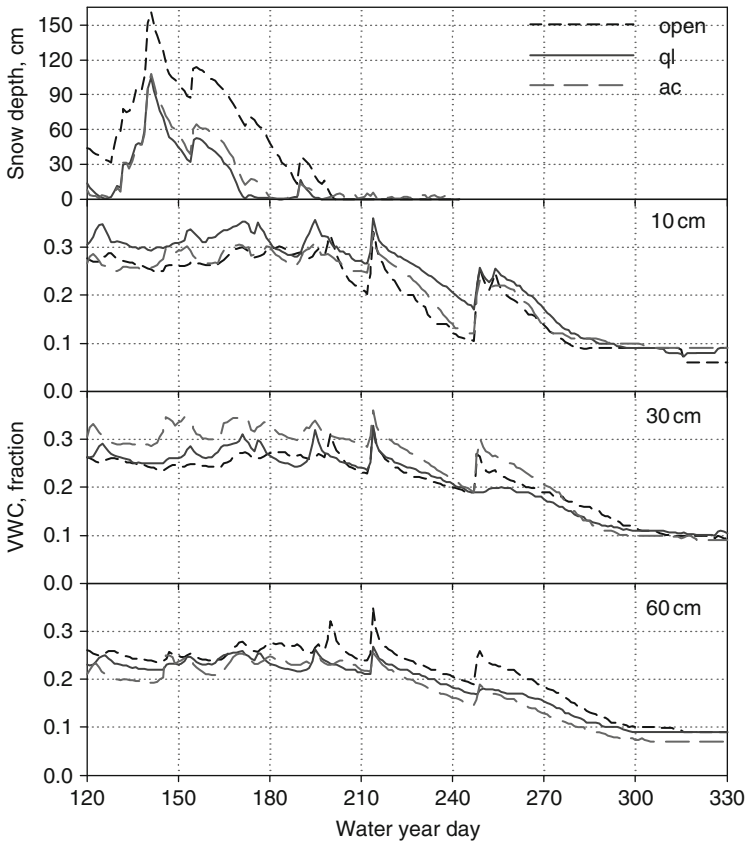 Snow depth, cm
150
120
90
60
30
0
open
ql
ac
VWC, fraction
10 cm
0.3
0.2
0.1
0.0
30 cm
0.3
0.2
0.1
0.0
60 cm
0.3
0.2
0.1
0.0
120 150 180 210 240 270 300 330
Water year day